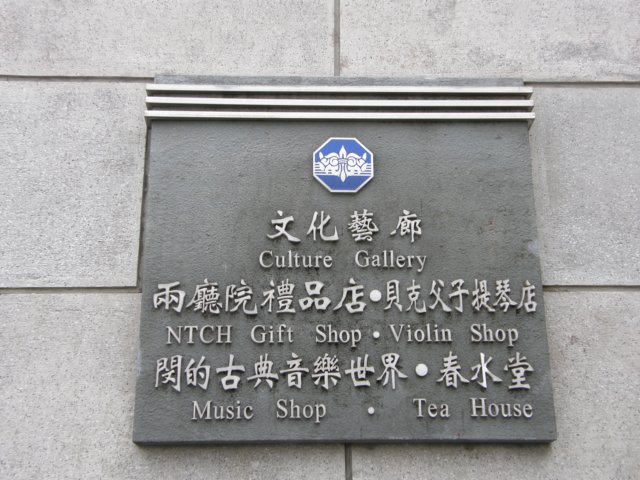 文化藝廊
Culture Gallery
兩廳院禮品店•貝克父子提琴店
NTCH Gift Shop • Violin Shop
閔的古典音樂世界•春水堂
Music Shop • Tea House